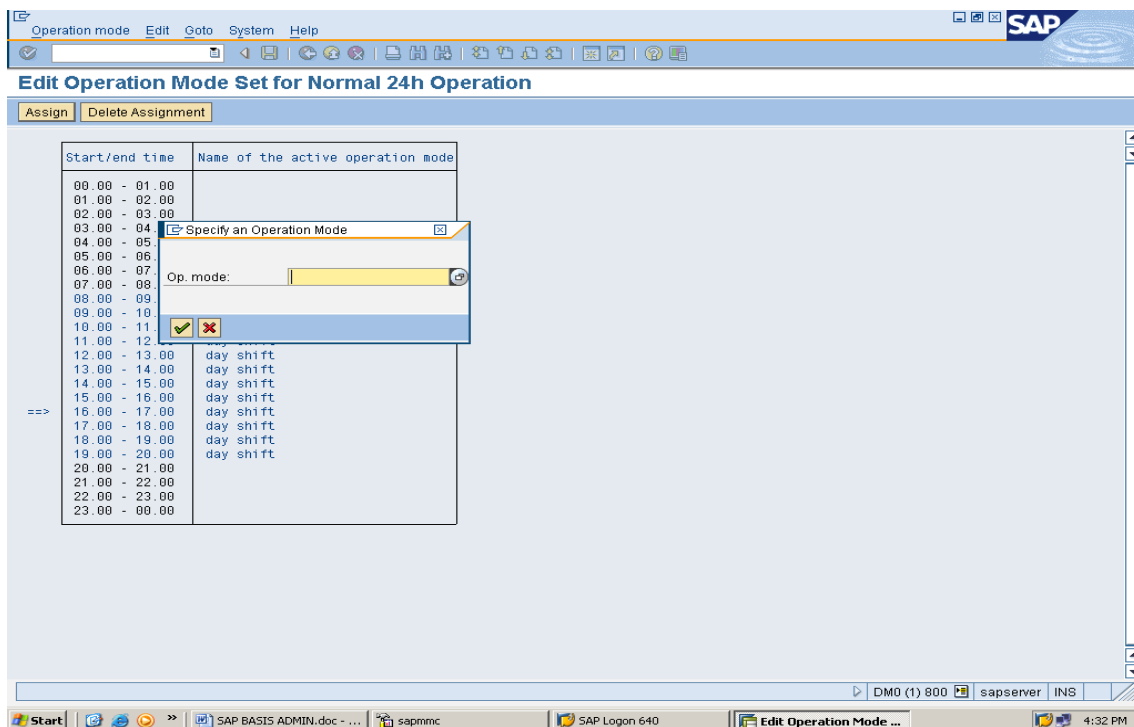 Operation mode Edit Goto System Help
SAP
Edit Operation Mode Set for Normal 24h Operation
Assign Delete Assignment
Start/end time Name of the active operation mode
00.00 - 01.00
01.00 - 02.00
02.00 - 03.00
03.00 - 04.
04.00 - 05.
05.00 - 06.
06.00 - 07.
07.00 - 08.
08.00 - 09.
09.00 - 10.
10.00 - 11.
11.00 - 12.00 day shift
12.00 - 13.00 day shift
13.00 - 14.00 day shift
14.00 - 15.00 day shift
15.00 - 16.00 day shift
==> 16.00 - 17.00 day shift
17.00 - 18.00 day shift
18.00 - 19.00 day shift
19.00 - 20.00 day shift
20.00 - 21.00
21.00 - 22.00
22.00 - 23.00
23.00 - 00.00
Specify an Operation Mode
Op. mode:
DM0 (1) 800 sapserver INS
Start » SAP BASIS ADMIN.doc - ... sapmmc SAP Logon 640 Edit Operation Mode ... 4:32 PM